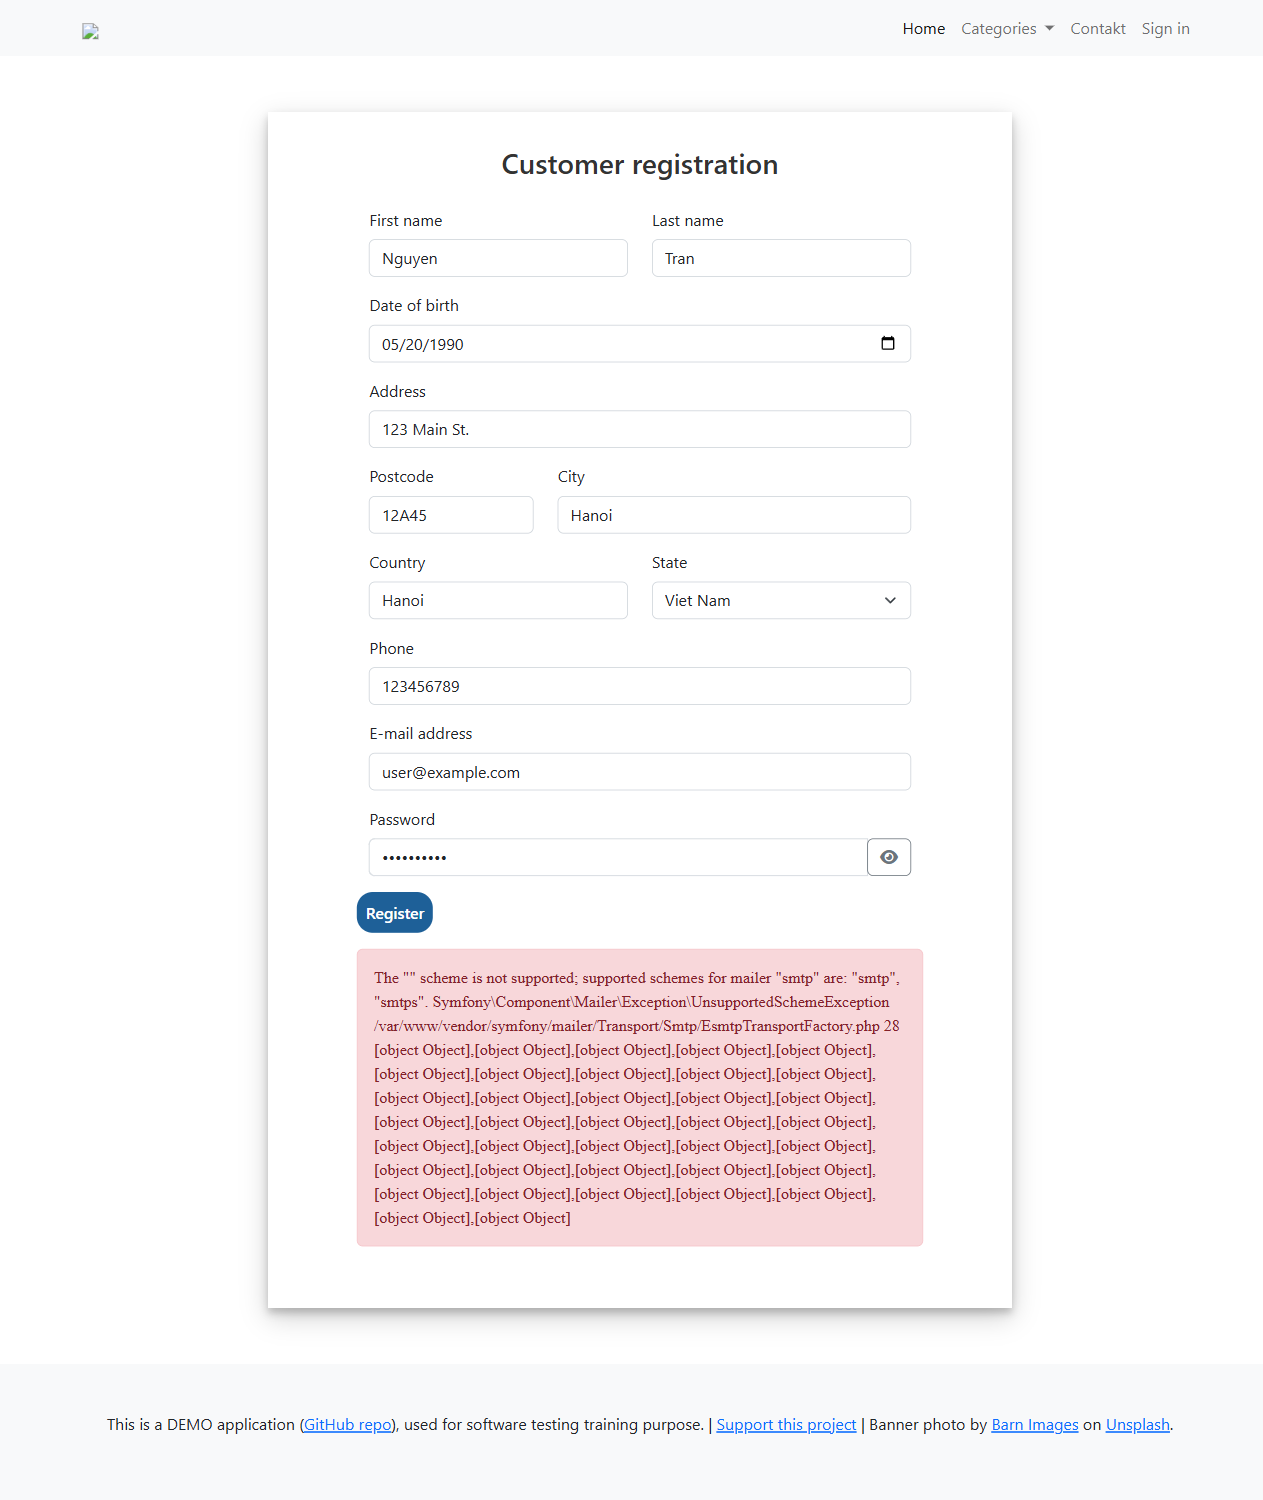 Home Categories Contakt Sign in
Customer registration
First name Last name
Nguyen Tran
Date of birth
05/20/1990
Address
123 Main St.
Postcode City
12A45 Hanoi
Country State
Hanoi Viet Nam
Phone
123456789
E-mail address
user@example.com
Password
••••••••••
Register
The "" scheme is not supported; supported schemes for mailer "smtp" are: "smtp",
"smtps". Symfony\Component\Mailer\Exception\UnsupportedSchemeException
/var/www/vendor/symfony/mailer/Transport/Smtp/EsmtpTransportFactory.php 28
[object Object],[object Object],[object Object],[object Object],[object Object],
[object Object],[object Object],[object Object],[object Object],[object Object],
[object Object],[object Object],[object Object],[object Object],[object Object],
[object Object],[object Object],[object Object],[object Object],[object Object],
[object Object],[object Object],[object Object],[object Object],[object Object],
[object Object],[object Object],[object Object],[object Object],[object Object],
[object Object],[object Object],[object Object],[object Object],[object Object],
[object Object],[object Object]
This is a DEMO application (GitHub repo), used for software testing training purpose. | Support this project | Banner photo by Barn Images on Unsplash.